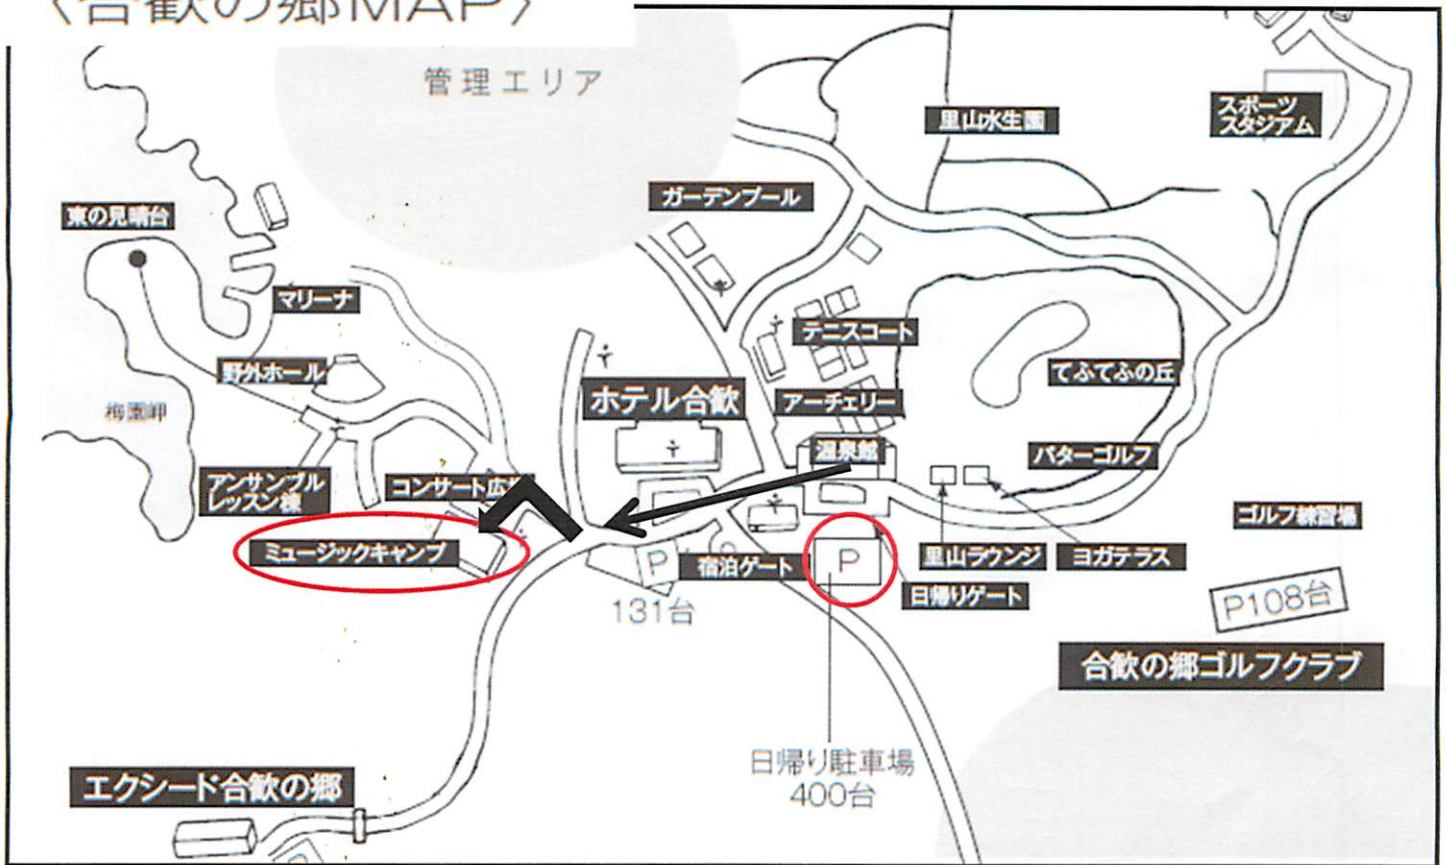 〈合歓の郷MAP〉
管理エリア
里山水生園
スポーツ
スタジアム
ガーデンプール
東の見晴台
マリーナ
テニスコート
野外ホール
てふてふの丘
ホテル合歓
アーチェリー
梅園岬
温泉館
パターゴルフ
アンサンブル
レッスン棟
コンサート広場
ゴルフ練習場
ミュージックキャンプ
P
宿泊ゲート
P
里山ラウンジ
ヨガテラス
131台
日帰りゲート
P108台
合歓の郷ゴルフクラブ
日帰り駐車場
400台
エクシード合歓の郷
P